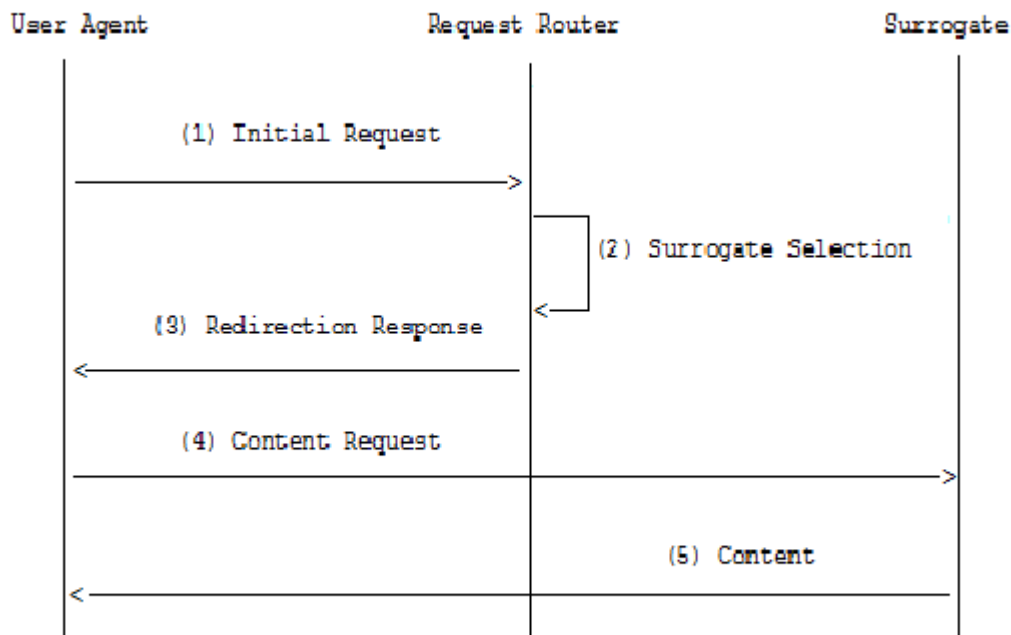 User Agent Request Router Surrogate
(1) Initial Request
(2) Surrogate Selection
(3) Redirection Response
(4) Content Request
(5) Content